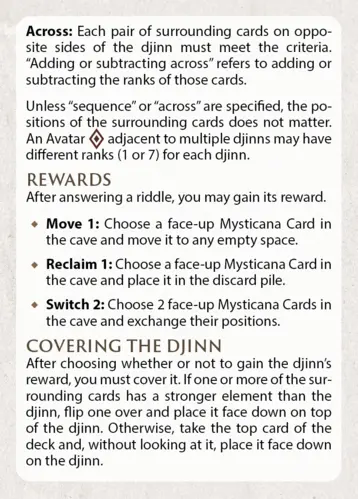 Across: Each pair of surrounding cards on oppo-
site sides of the djinn must meet the criteria.
“Adding or subtracting across” refers to adding or
subtracting the ranks of those cards.
Unless “sequence” or “across” are specified, the po-
sitions of the surrounding cards does not matter.
An Avatar adjacent to multiple djinns may have
different ranks (1 or 7) for each djinn.
REWARDS
After answering a riddle, you may gain its reward.
Move 1: Choose a face-up Mysticana Card in
the cave and move it to any empty space.
Reclaim 1: Choose a face-up Mysticana Card in
the cave and place it in the discard pile.
Switch 2: Choose 2 face-up Mysticana Cards in
the cave and exchange their positions.
COVERING THE DJINN
After choosing whether or not to gain the djinn’s
reward, you must cover it. If one or more of the sur-
rounding cards has a stronger element than the
djinn, flip one over and place it face down on top
of the djinn. Otherwise, take the top card of the
deck and, without looking at it, place it face down
on the djinn.